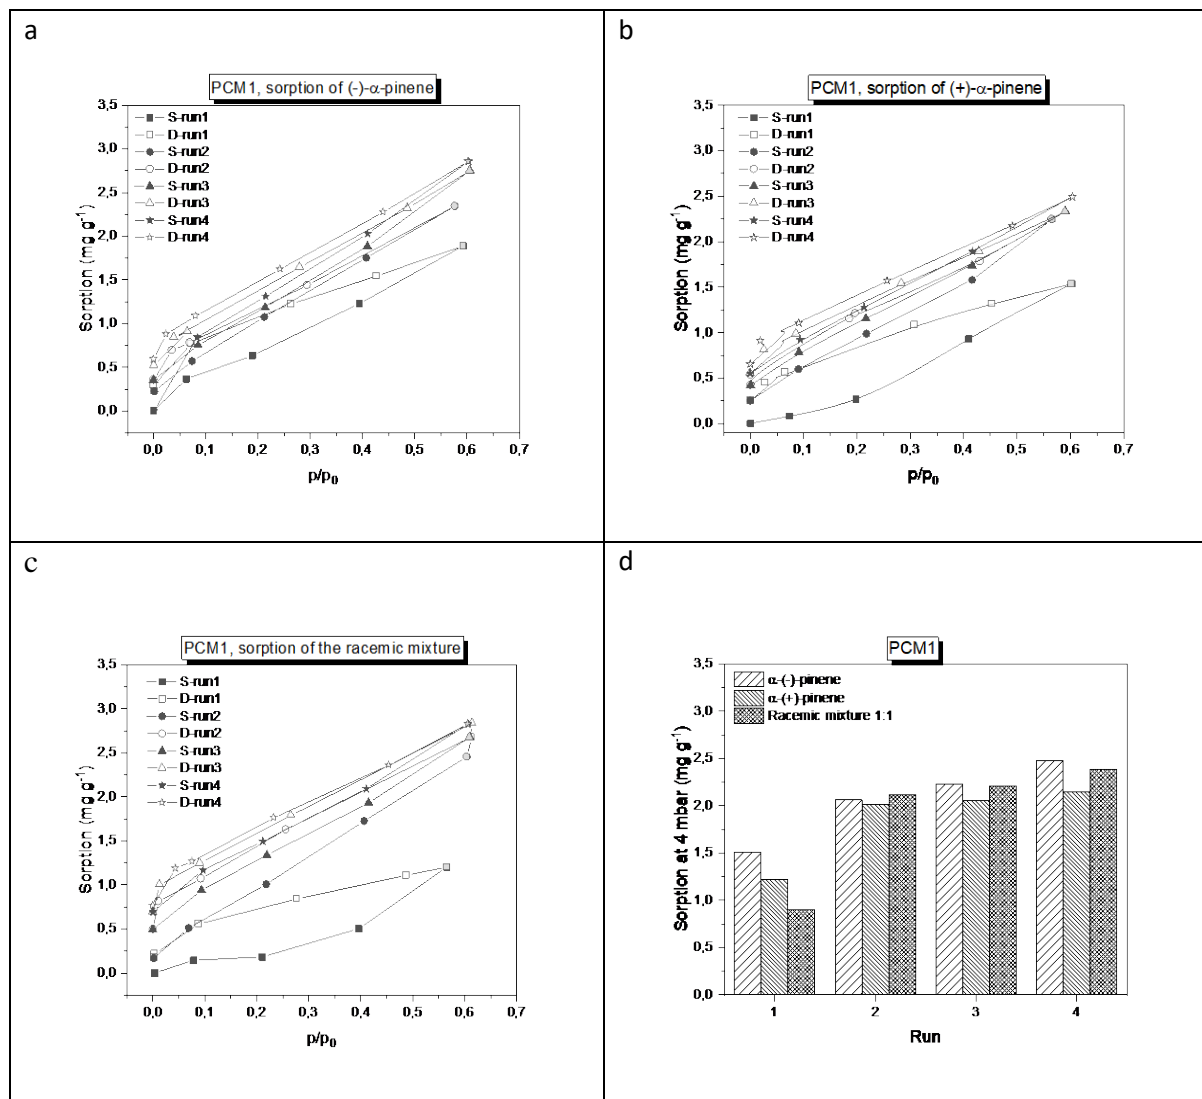 a
PCM1, sorption of (-)-α-pinene
3,5
3,0
2,5
2,0
1,5
1,0
0,5
0,0
Sorption (mg g⁻¹)
S-run1
D-run1
S-run2
D-run2
S-run3
D-run3
S-run4
D-run4
0,0 0,1 0,2 0,3 0,4 0,5 0,6 0,7
p/p₀
b
PCM1, sorption of (+)-α-pinene
3,5
3,0
2,5
2,0
1,5
1,0
0,5
0,0
Sorption (mg g⁻¹)
S-run1
D-run1
S-run2
D-run2
S-run3
D-run3
S-run4
D-run4
0,0 0,1 0,2 0,3 0,4 0,5 0,6 0,7
p/p₀
c
PCM1, sorption of the racemic mixture
3,5
3,0
2,5
2,0
1,5
1,0
0,5
0,0
Sorption (mg g⁻¹)
S-run1
D-run1
S-run2
D-run2
S-run3
D-run3
S-run4
D-run4
0,0 0,1 0,2 0,3 0,4 0,5 0,6 0,7
p/p₀
d
PCM1
3,5
3,0
2,5
2,0
1,5
1,0
0,5
0,0
Sorption at 4 mbar (mg g⁻¹)
α-(-)-pinene
α-(+)-pinene
Racemic mixture 1:1
1 2 3 4
Run